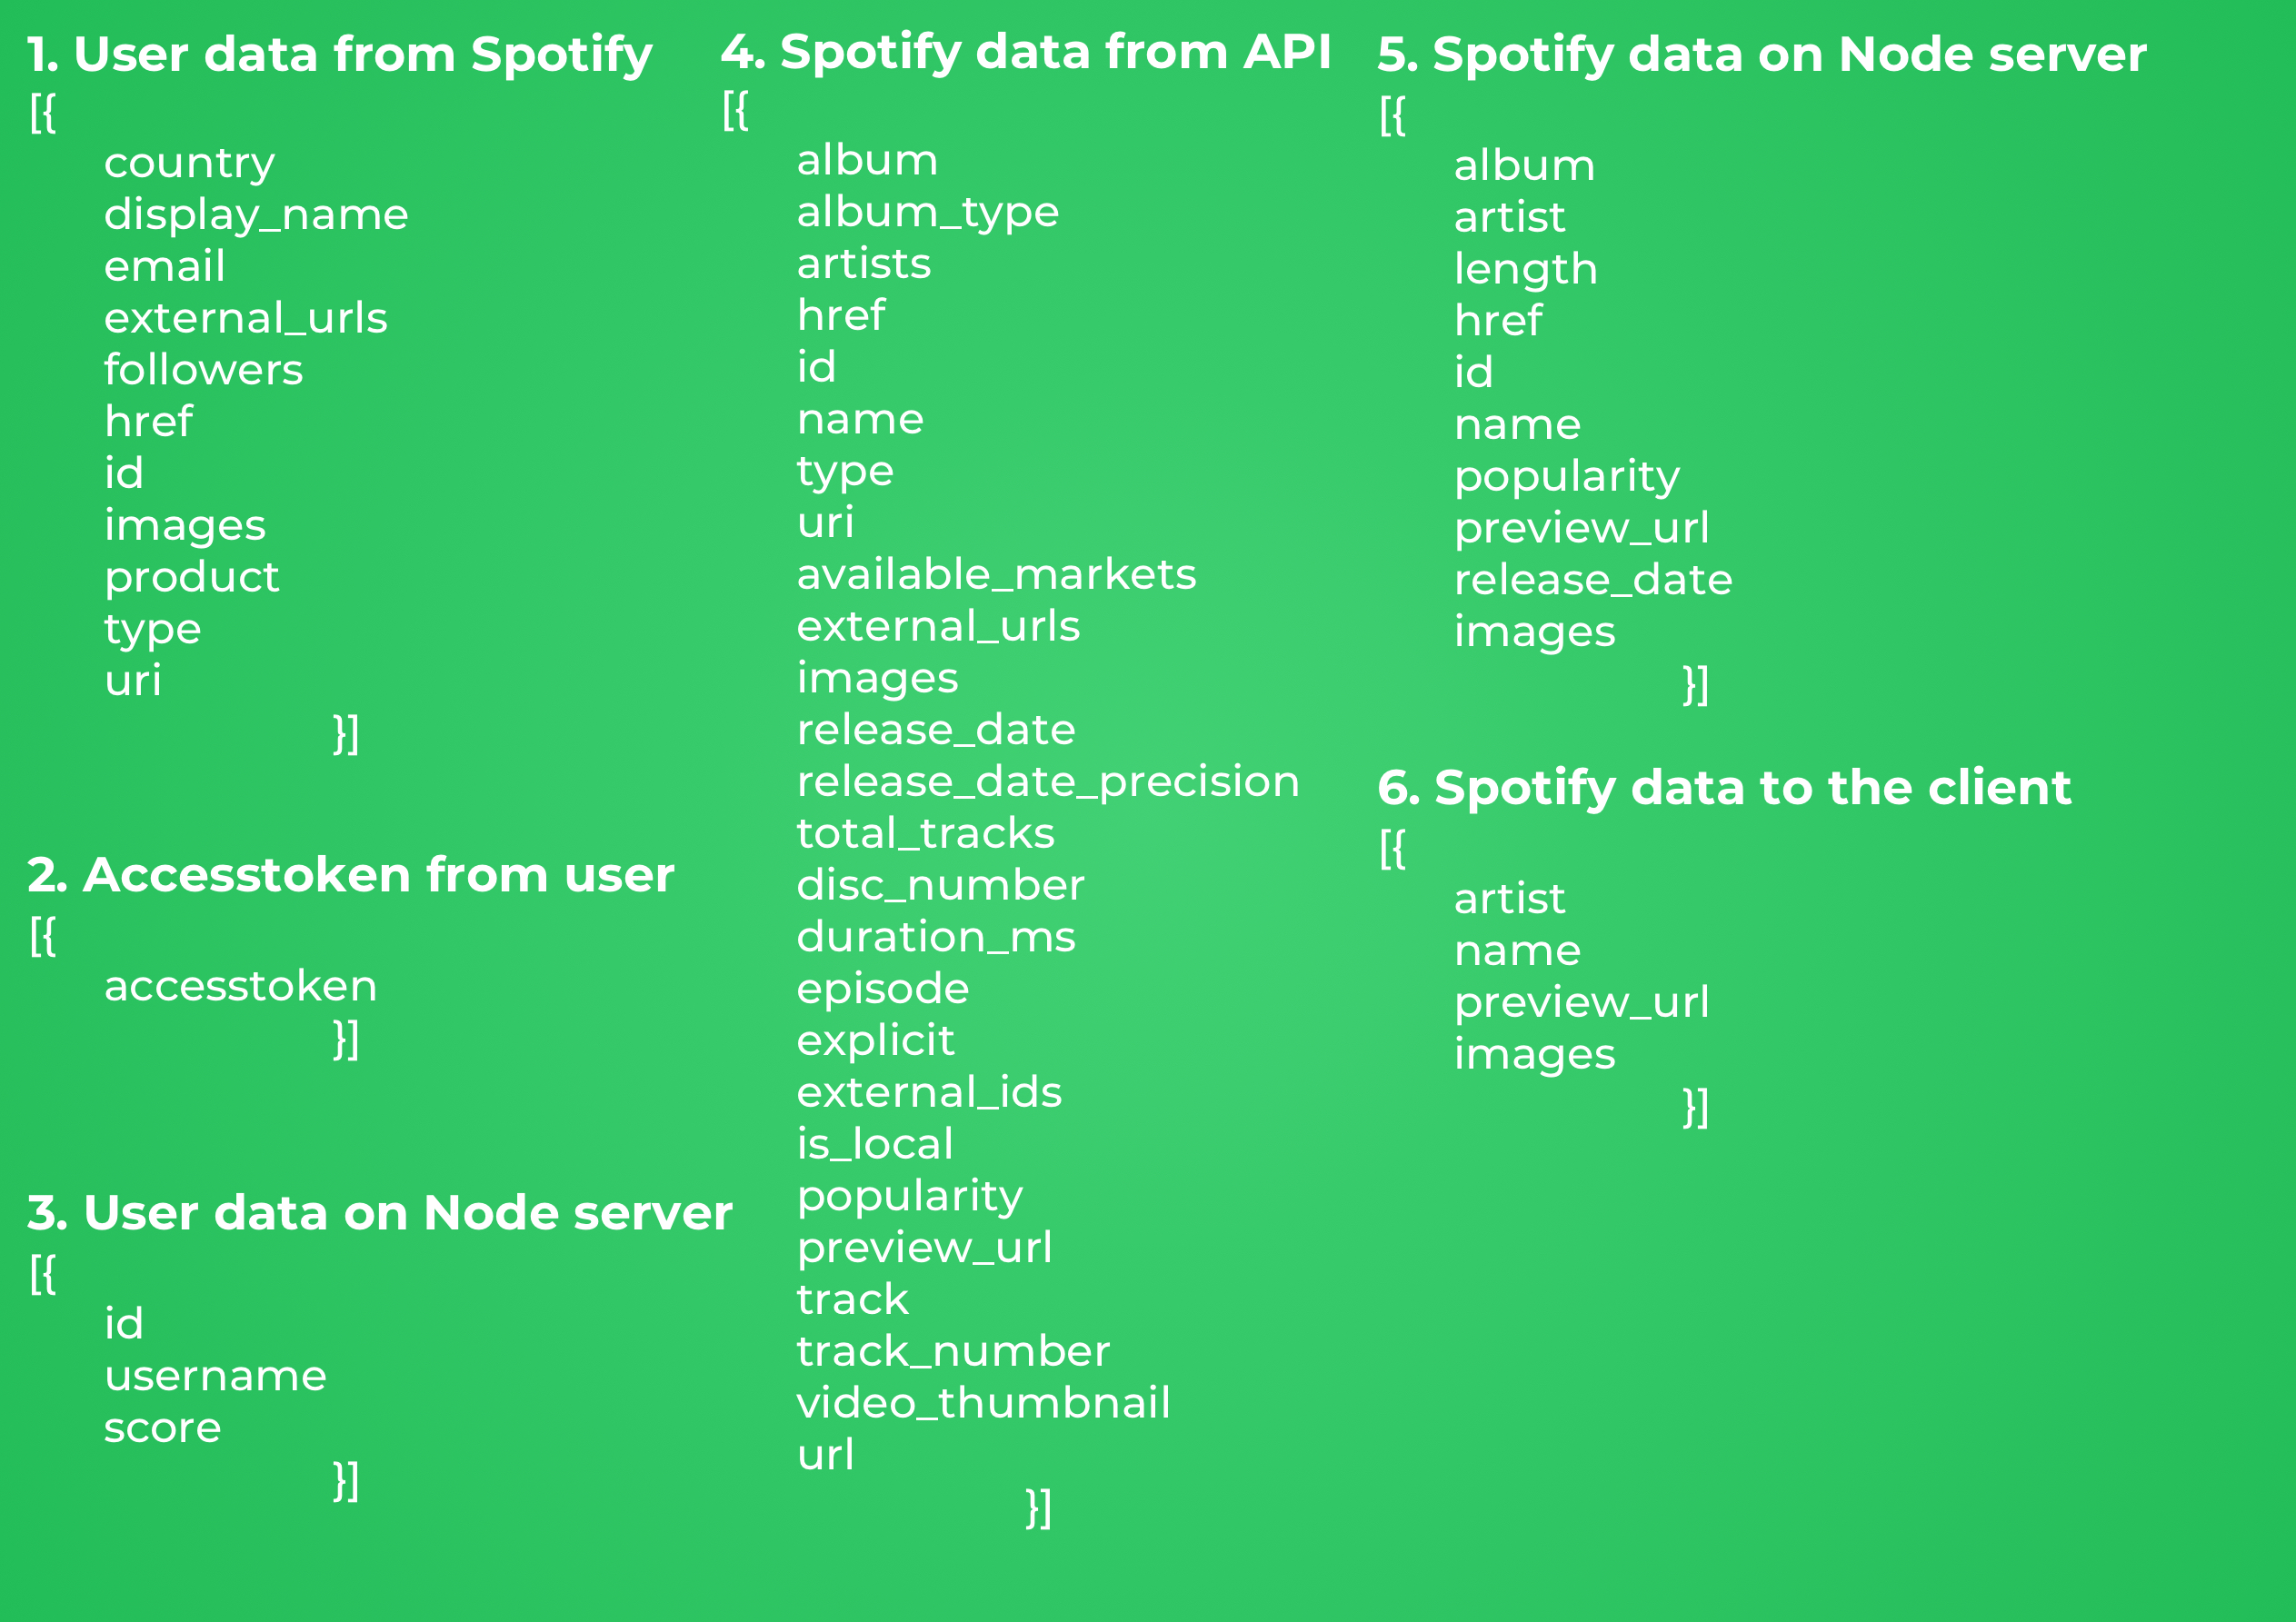 1. User data from Spotify
[{
country
display_name
email
external_urls
followers
href
id
images
product
type
uri
}]
2. Accesstoken from user
[{
accesstoken
}]
3. User data on Node server
[{
id
username
score
}]
4. Spotify data from API
[{
album
album_type
artists
href
id
name
type
uri
available_markets
external_urls
images
release_date
release_date_precision
total_tracks
disc_number
duration_ms
episode
explicit
external_ids
is_local
popularity
preview_url
track
track_number
video_thumbnail
url
}]
5. Spotify data on Node server
[{
album
artist
length
href
id
name
popularity
preview_url
release_date
images
}]
6. Spotify data to the client
[{
artist
name
preview_url
images
}]